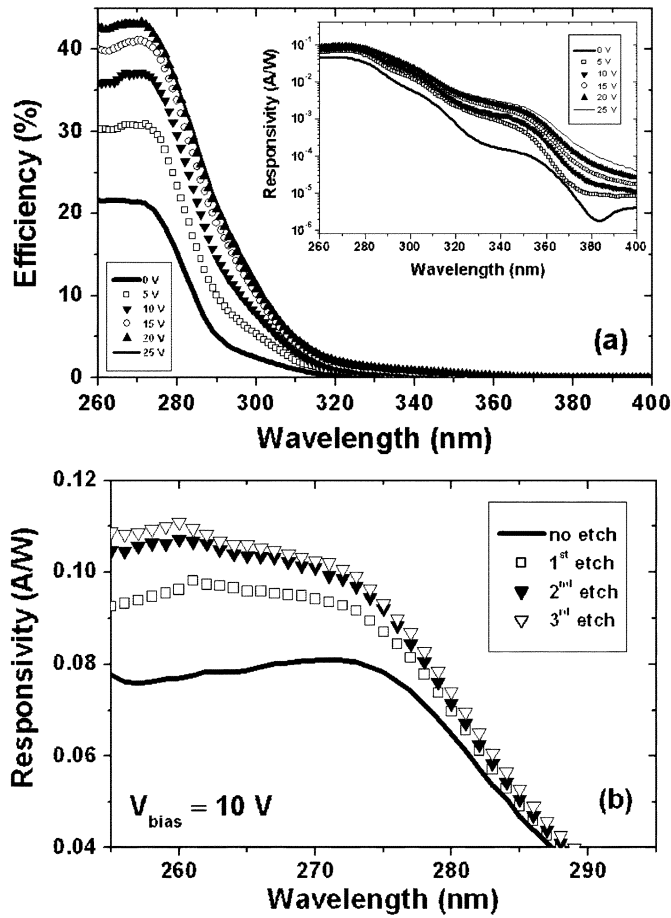 (a)
Efficiency (%)
40
30
20
10
0
0 V
5 V
10 V
15 V
20 V
25 V
260 280 300 320 340 360 380 400
Wavelength (nm)
Responsivity (A/W)
10⁻¹
10⁻²
10⁻³
10⁻⁴
10⁻⁵
10⁻⁶
0 V
5 V
10 V
15 V
20 V
25 V
260 280 300 320 340 360 380 400
Wavelength (nm)
(a)
Responsivity (A/W)
0.12
0.10
0.08
0.06
0.04
no etch
1st etch
2nd etch
3rd etch
Vbias = 10 V
(b)
260 270 280 290
Wavelength (nm)